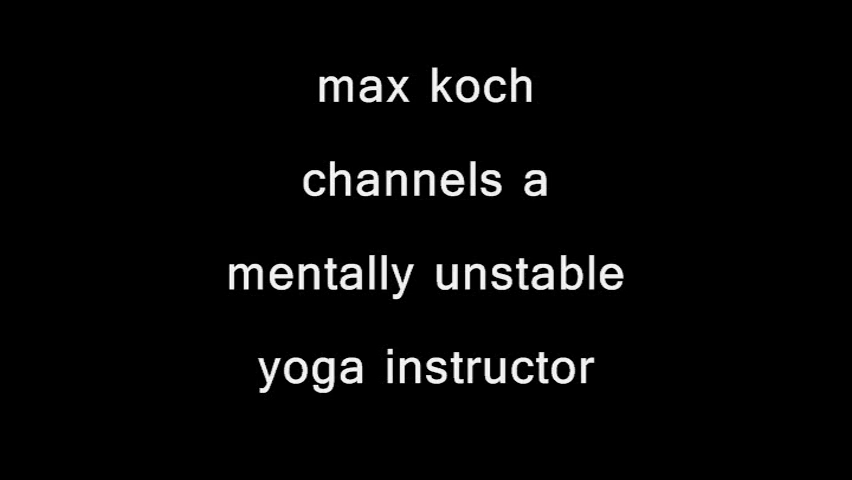 max koch
channels a
mentally unstable
yoga instructor